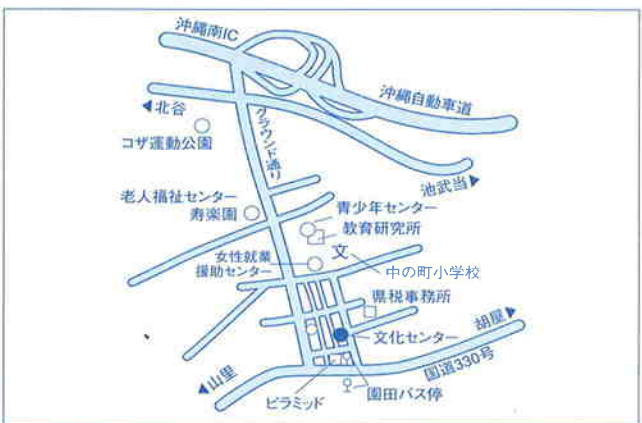 沖縄南IC
沖縄自動車道
◀北谷
コザ運動公園
グラウンド通り
池武当▶
老人福祉センター
寿楽園
青少年センター
教育研究所
女性就業
援助センター
文
中の町小学校
県税事務所
胡屋▶
文化センター
国道330号
◀山里
ピラミッド
園田バス停